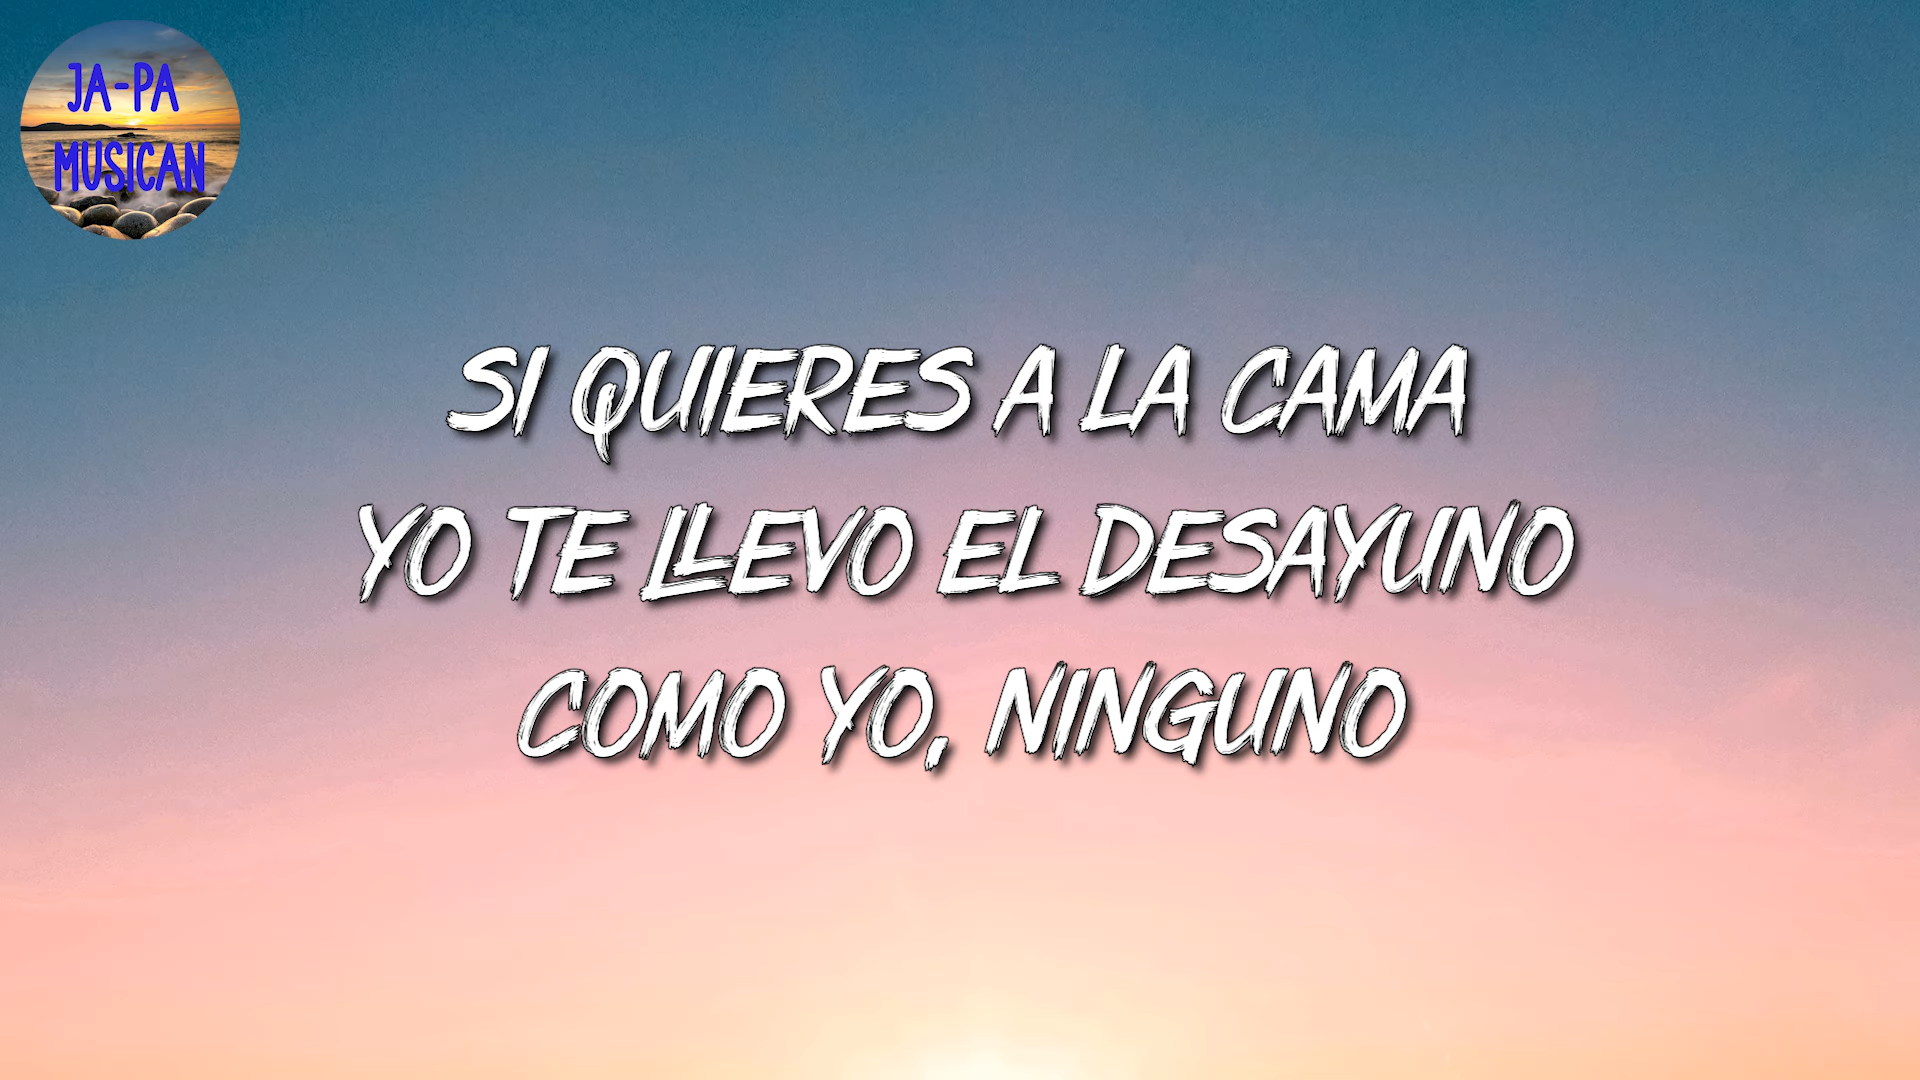 JA-PA
MUSICAN
SI QUIERES A LA CAMA
YO TE LLEVO EL DESAYUNO
COMO YO, NINGUNO